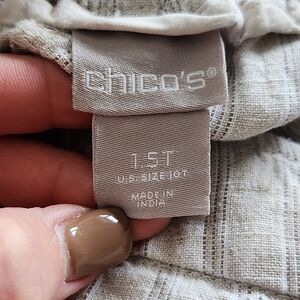 chico's®
1.5T
U.S. SIZE 10T
MADE IN
INDIA